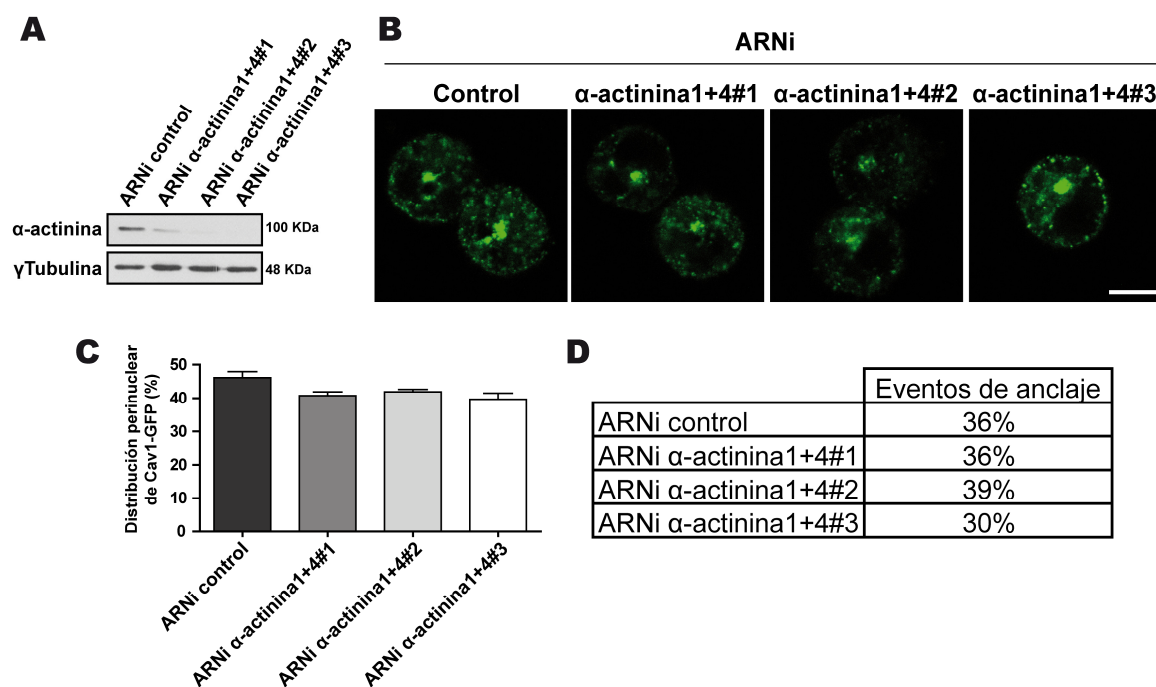 A
ARNi control
ARNi α-actinina1+4#1
ARNi α-actinina1+4#2
ARNi α-actinina1+4#3
α-actinina
100 KDa
γTubulina
48 KDa
B
ARNi
Control
α-actinina1+4#1
α-actinina1+4#2
α-actinina1+4#3
C
Distribución perinuclear
de Cav1-GFP (%)
50
40
30
20
10
0
ARNi control
ARNi α-actinina1+4#1
ARNi α-actinina1+4#2
ARNi α-actinina1+4#3
D
Eventos de anclaje
ARNi control 36%
ARNi α-actinina1+4#1 36%
ARNi α-actinina1+4#2 39%
ARNi α-actinina1+4#3 30%